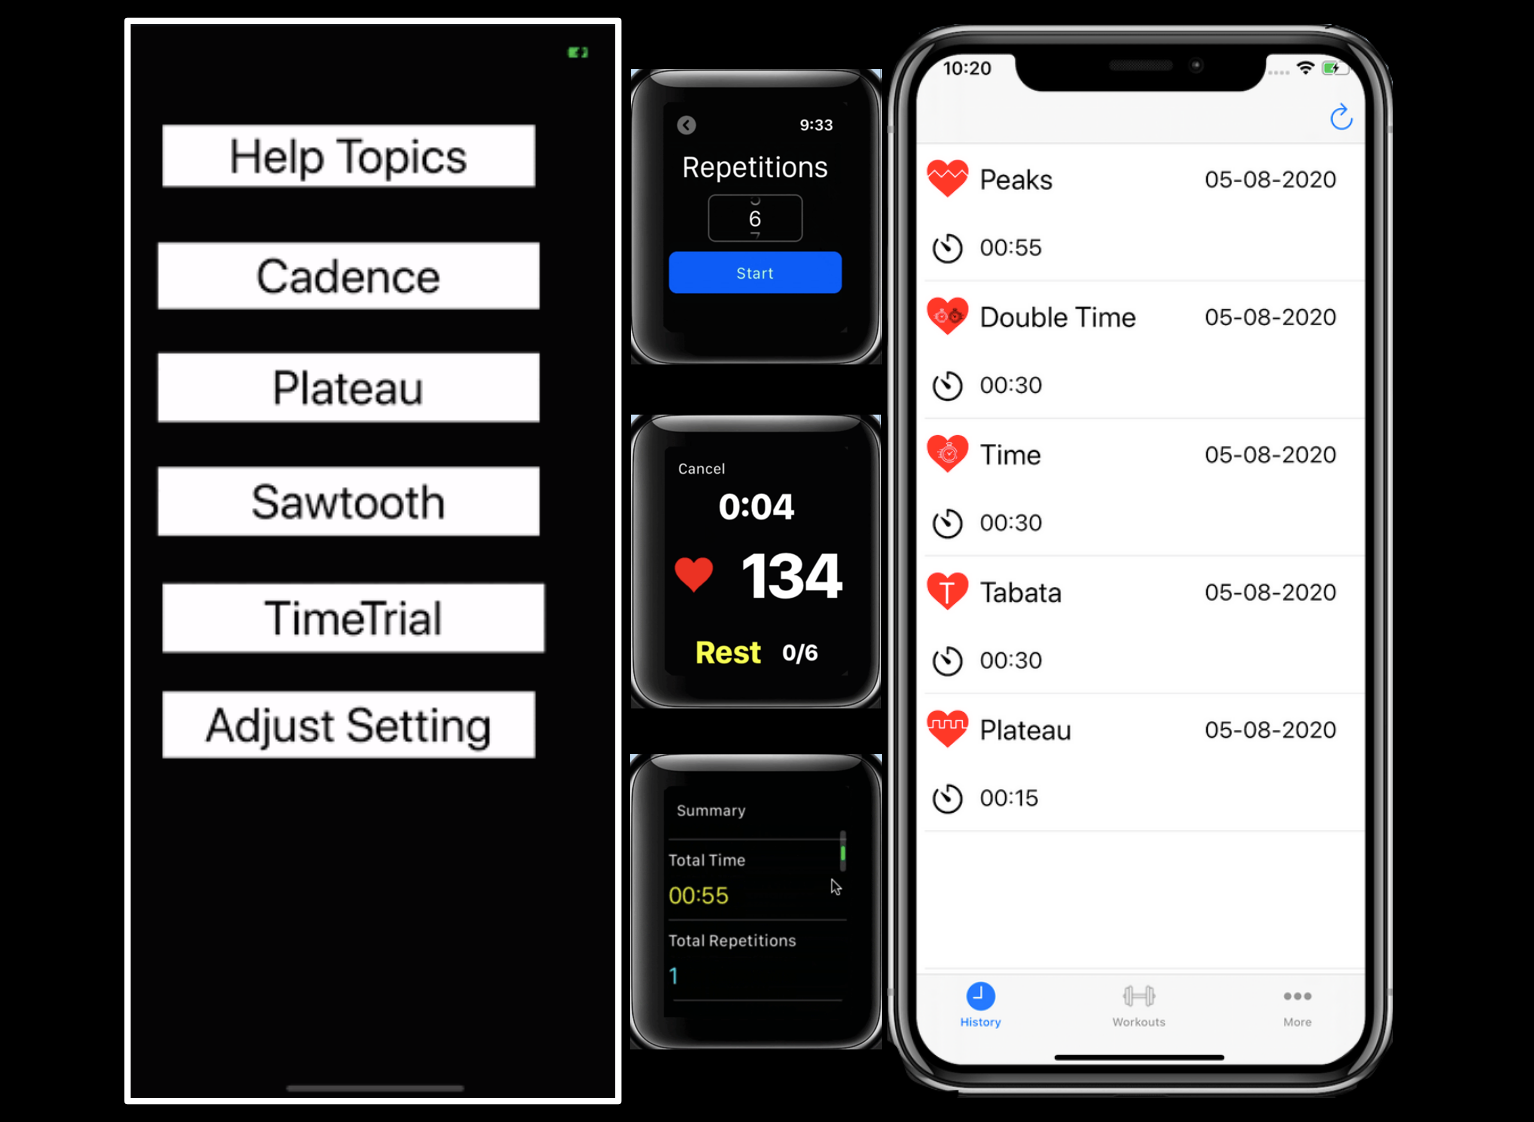 Help Topics
Cadence
Plateau
Sawtooth
TimeTrial
Adjust Setting
9:33
Repetitions
6
7
Start
Cancel
0:04
134
Rest 0/6
Summary
Total Time
00:55
Total Repetitions
1
10:20
Peaks 05-08-2020
00:55
Double Time 05-08-2020
00:30
Time 05-08-2020
00:30
T Tabata 05-08-2020
00:30
Plateau 05-08-2020
00:15
History Workouts More